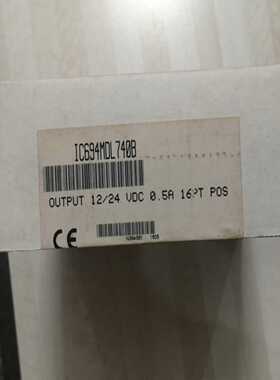 IC694MDL740B
OUTPUT 12/24 VDC 0.5A 16PT POS
CE